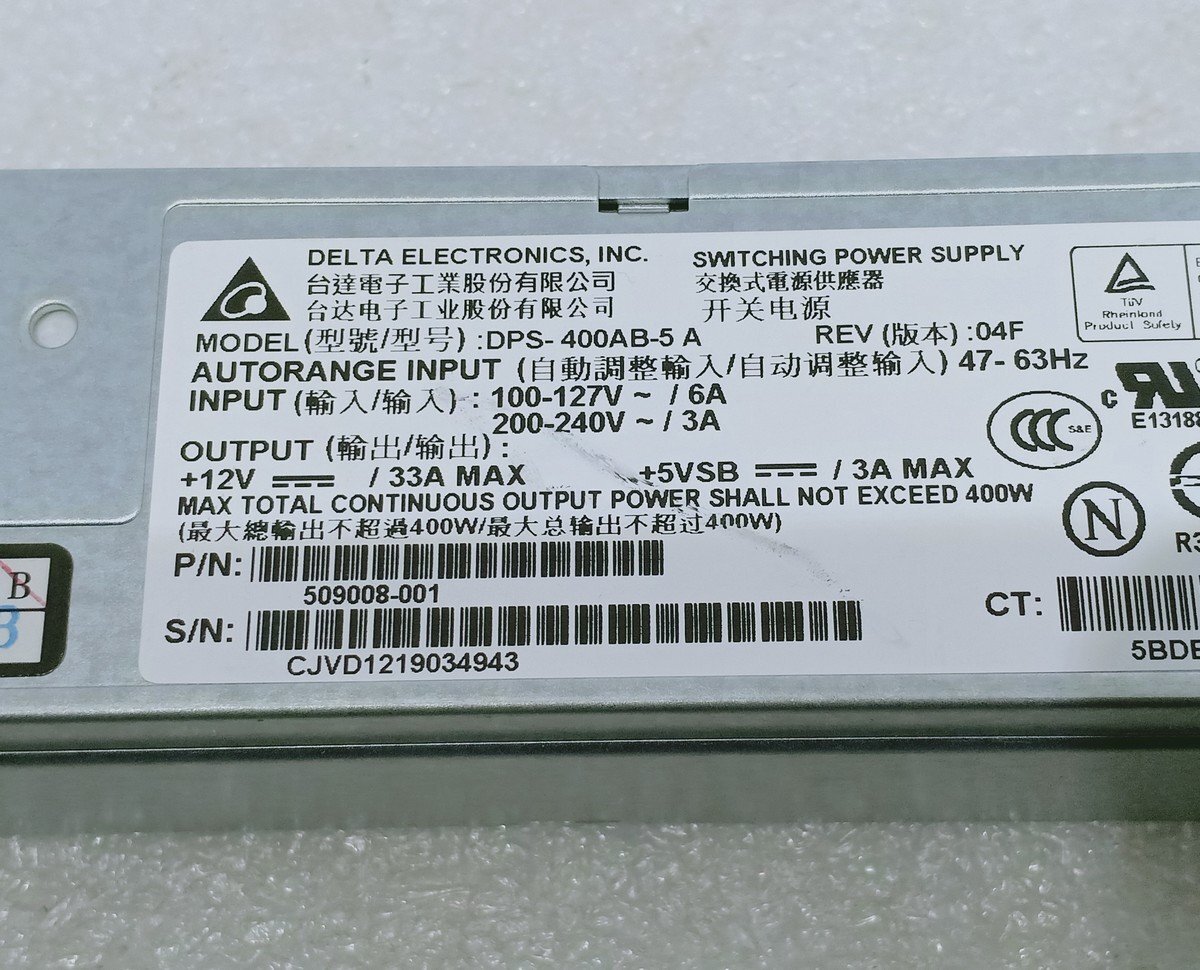 DELTA ELECTRONICS, INC.
台達電子工業股份有限公司
台达电子工业股份有限公司
SWITCHING POWER SUPPLY
交換式電源供應器
开关电源
MODEL (型號/型号) :DPS- 400AB-5 A
REV (版本) :04F
AUTORANGE INPUT (自動調整輸入/自动调整输入) 47- 63Hz
INPUT (輸入/输入) : 100-127V ~ / 6A
200-240V ~ / 3A
OUTPUT (輸出/输出) :
+12V / 33A MAX
+5VSB / 3A MAX
MAX TOTAL CONTINUOUS OUTPUT POWER SHALL NOT EXCEED 400W
(最大總輸出不超過400W/最大总输出不超过400W)
P/N:
509008-001
S/N:
CJVD1219034943
CT:
5BDE
TÜV
Rheinland
Product Safety
c
E13188
CCC S&E
N
R3
B